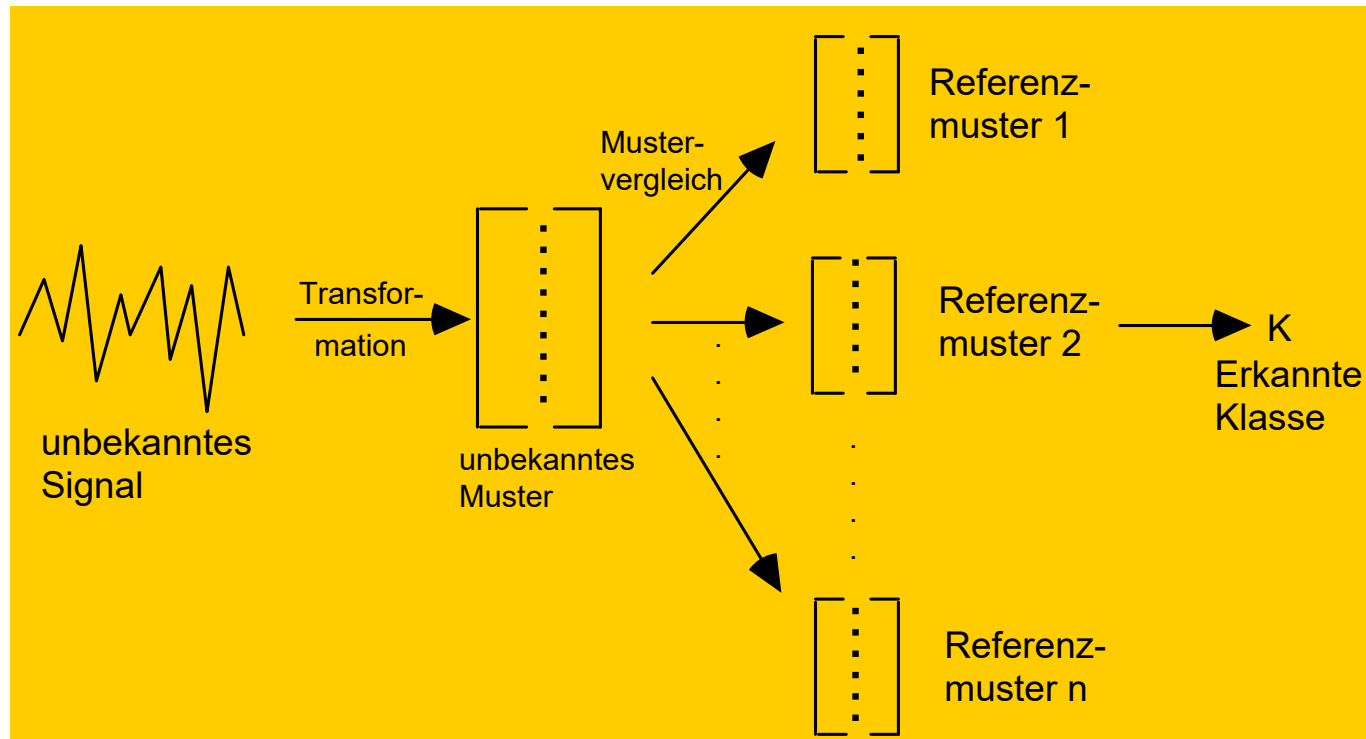 Referenz-
muster 1
Muster-
vergleich
Transfor-
mation
Referenz-
muster 2
K
Erkannte
Klasse
unbekanntes
Signal
unbekanntes
Muster
Referenz-
muster n